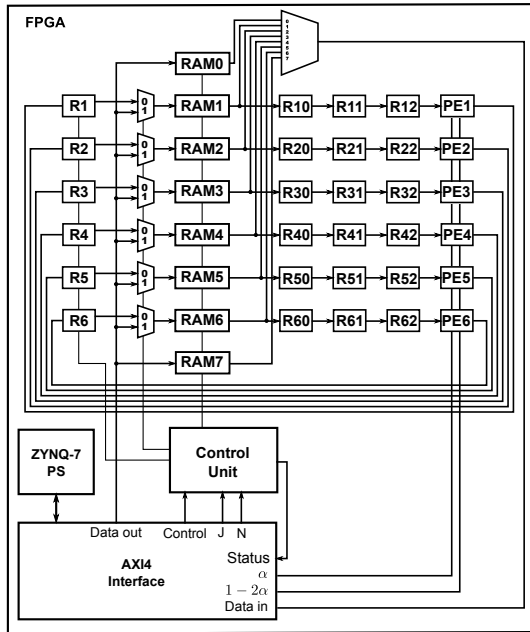 FPGA
0
1
2
3
4
5
6
7
RAM0
R1 0 1 RAM1 R10 R11 R12 PE1
R2 0 1 RAM2 R20 R21 R22 PE2
R3 0 1 RAM3 R30 R31 R32 PE3
R4 0 1 RAM4 R40 R41 R42 PE4
R5 0 1 RAM5 R50 R51 R52 PE5
R6 0 1 RAM6 R60 R61 R62 PE6
RAM7
ZYNQ-7
PS
Control
Unit
Data out Control J N
AXI4
Interface
Status
α
1 − 2α
Data in